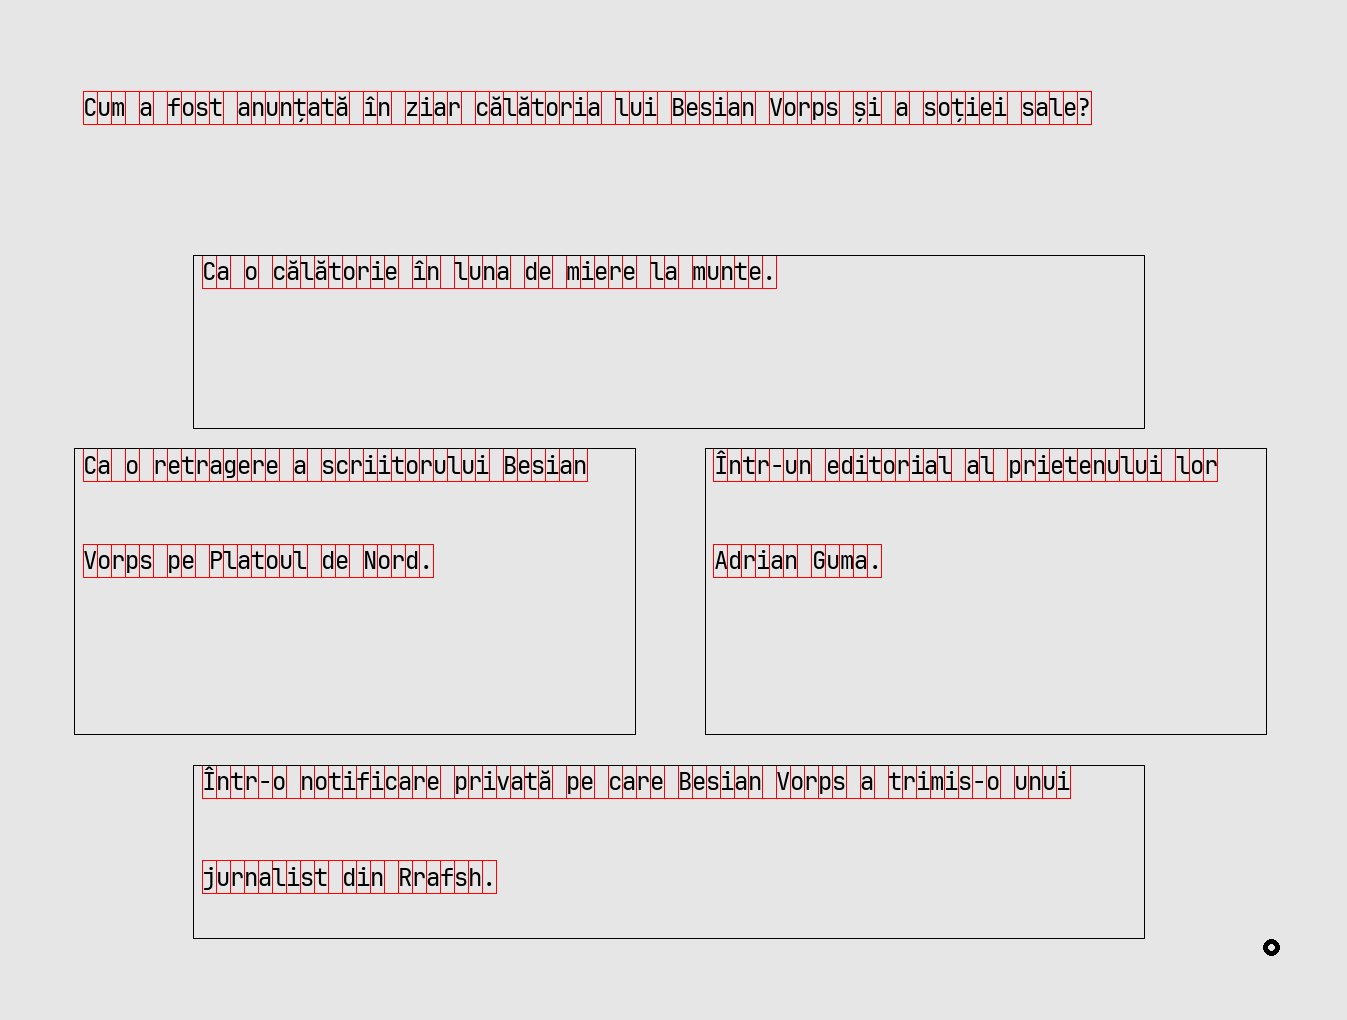 Cum a fost anunțată în ziar călătoria lui Besian Vorps și a soției sale?
Ca o călătorie în luna de miere la munte.
Ca o retragere a scriitorului Besian
Vorps pe Platoul de Nord.
Într-un editorial al prietenului lor
Adrian Guma.
Într-o notificare privată pe care Besian Vorps a trimis-o unui
jurnalist din Rrafsh.